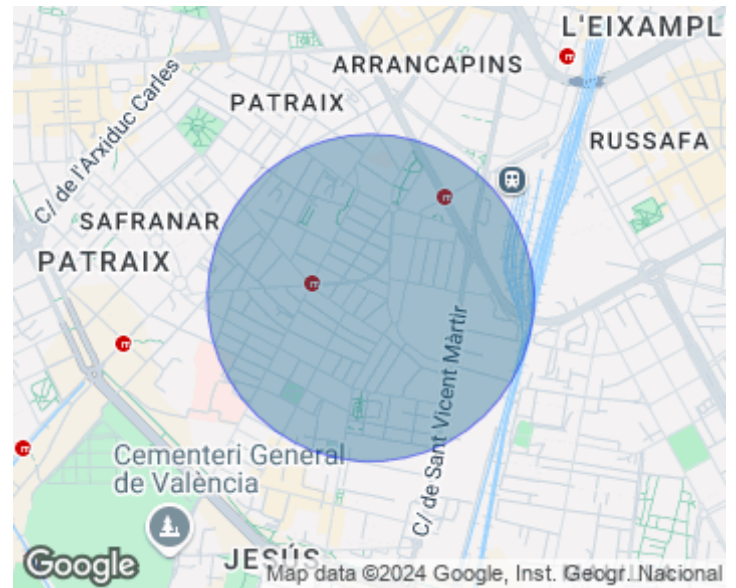 L'EIXAMPL
ARRANCAPINS
PATRAIX
RUSSAFA
C/ de l'Arxiduc Carles
SAFRANAR
PATRAIX
C/ de Sant Vicent Màrtir
Cementeri General
de València
JESÚS
Google
Map data ©2024 Google, Inst. Geogr. Nacional